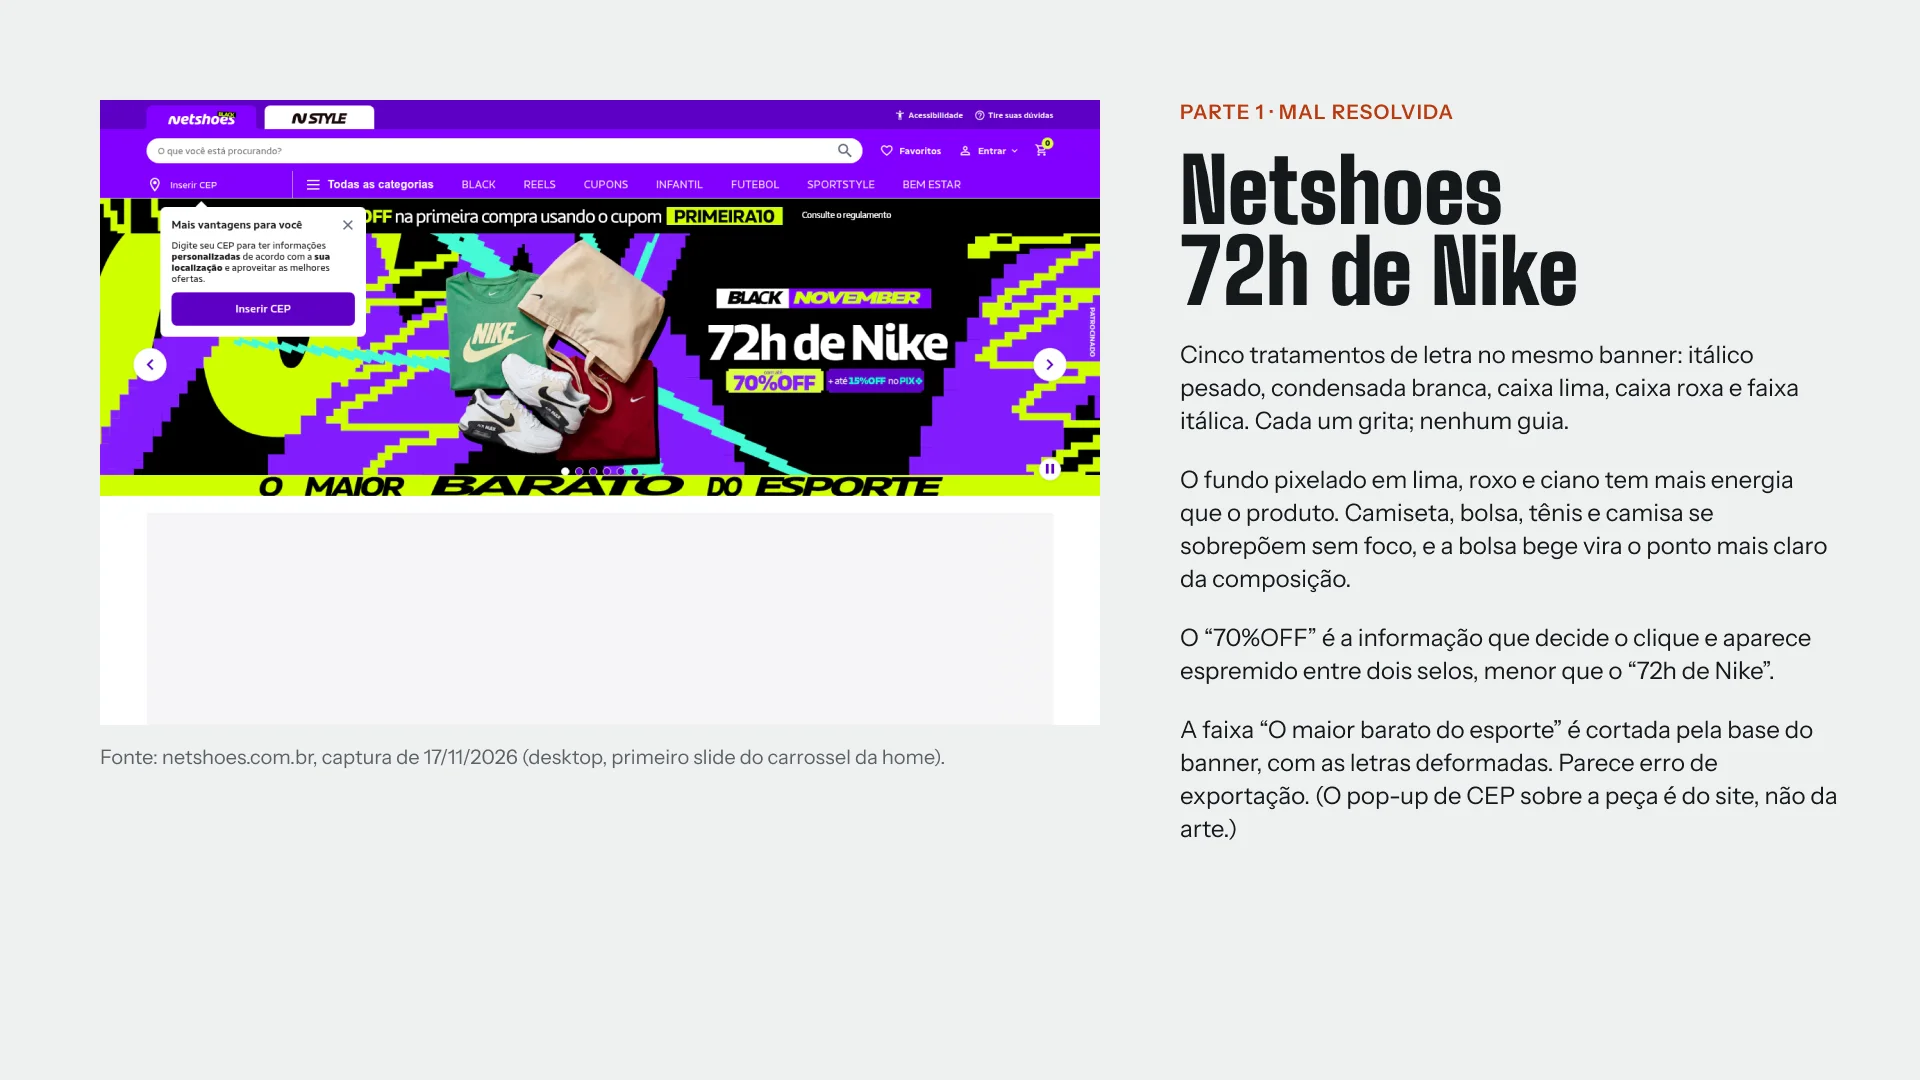 netshoes
BLACK
N STYLE
Acessibilidade
Tire suas dúvidas
O que você está procurando?
Favoritos
Entrar
0
Inserir CEP
Todas as categorias
BLACK
REELS
CUPONS
INFANTIL
FUTEBOL
SPORTSTYLE
BEM ESTAR
OFF na primeira compra usando o cupom PRIMEIRA10
Consulte o regulamento
Mais vantagens para você
Digite seu CEP para ter informações
personalizadas de acordo com a sua
localização e aproveitar as melhores
ofertas.
Inserir CEP
NIKE
AIR MAX
BLACK NOVEMBER
72h de Nike
70%OFF
+ até 15%OFF no PIX
PATROCINADO
O MAIOR BARATO DO ESPORTE
Fonte: netshoes.com.br, captura de 17/11/2026 (desktop, primeiro slide do carrossel da home).
PARTE 1 · MAL RESOLVIDA
Netshoes
72h de Nike
Cinco tratamentos de letra no mesmo banner: itálico
pesado, condensada branca, caixa lima, caixa roxa e faixa
itálica. Cada um grita; nenhum guia.
O fundo pixelado em lima, roxo e ciano tem mais energia
que o produto. Camiseta, bolsa, tênis e camisa se
sobrepõem sem foco, e a bolsa bege vira o ponto mais claro
da composição.
O “70%OFF” é a informação que decide o clique e aparece
espremido entre dois selos, menor que o “72h de Nike”.
A faixa “O maior barato do esporte” é cortada pela base do
banner, com as letras deformadas. Parece erro de
exportação. (O pop-up de CEP sobre a peça é do site, não da
arte.)